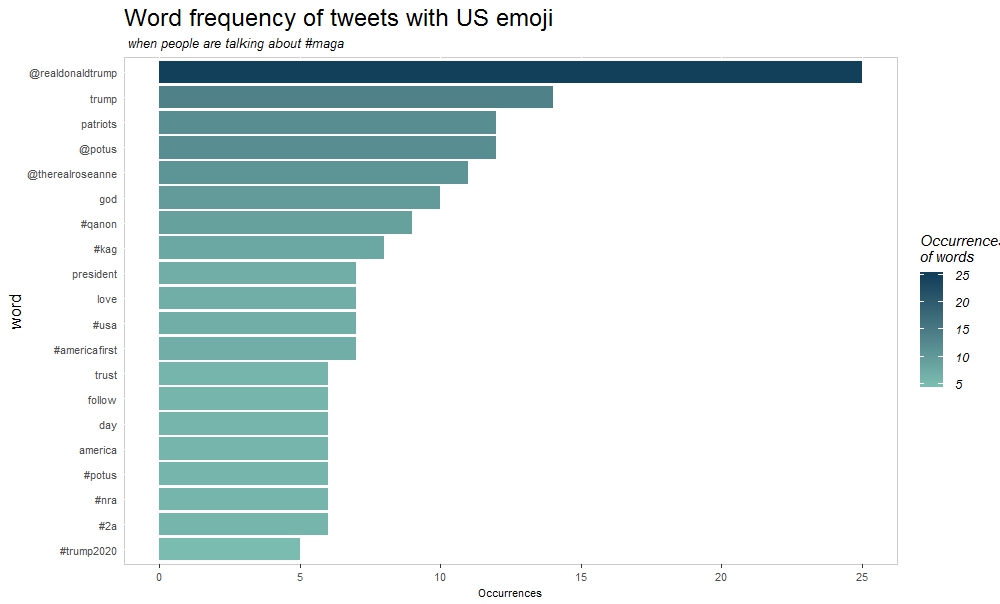 Word frequency of tweets with US emoji
when people are talking about #maga
word
@realdonaldtrump
trump
patriots
@potus
@therealroseanne
god
#qanon
#kag
president
love
#usa
#americafirst
trust
follow
day
america
#potus
#nra
#2a
#trump2020
0 5 10 15 20 25
Occurrences
Occurrences
of words
25
20
15
10
5